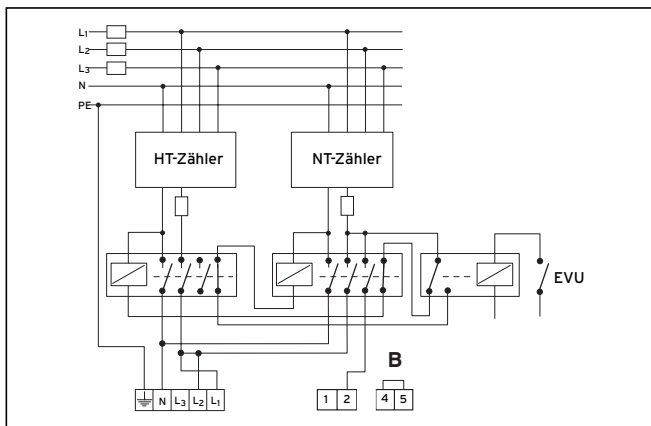 L1
L2
L3
N
PE
HT-Zähler
NT-Zähler
EVU
B
N L3 L2 L1
1 2
4 5